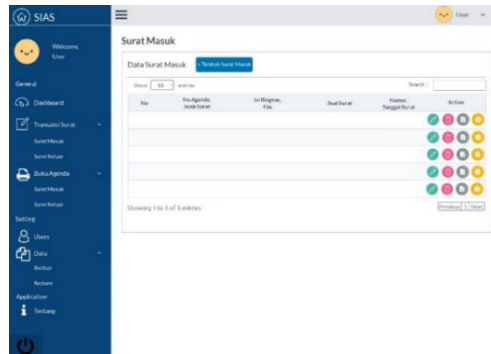 SIAS
User
Welcome,
User
General
Dashboard
Transaksi Surat
Surat Masuk
Surat Keluar
Buku Agenda
Surat Masuk
Surat Keluar
Setting
Users
Data
Backup
Restore
Application
Tentang
Surat Masuk
Data Surat Masuk
+ Tambah Surat Masuk
Show 10 entries
Search :
No.
No Agenda,
Jenis Surat
Isi Ringkas,
File
Asal Surat
Nomor,
Tanggal Surat
Action
Showing 1 to 5 of 5 entries
Previous 1 Next